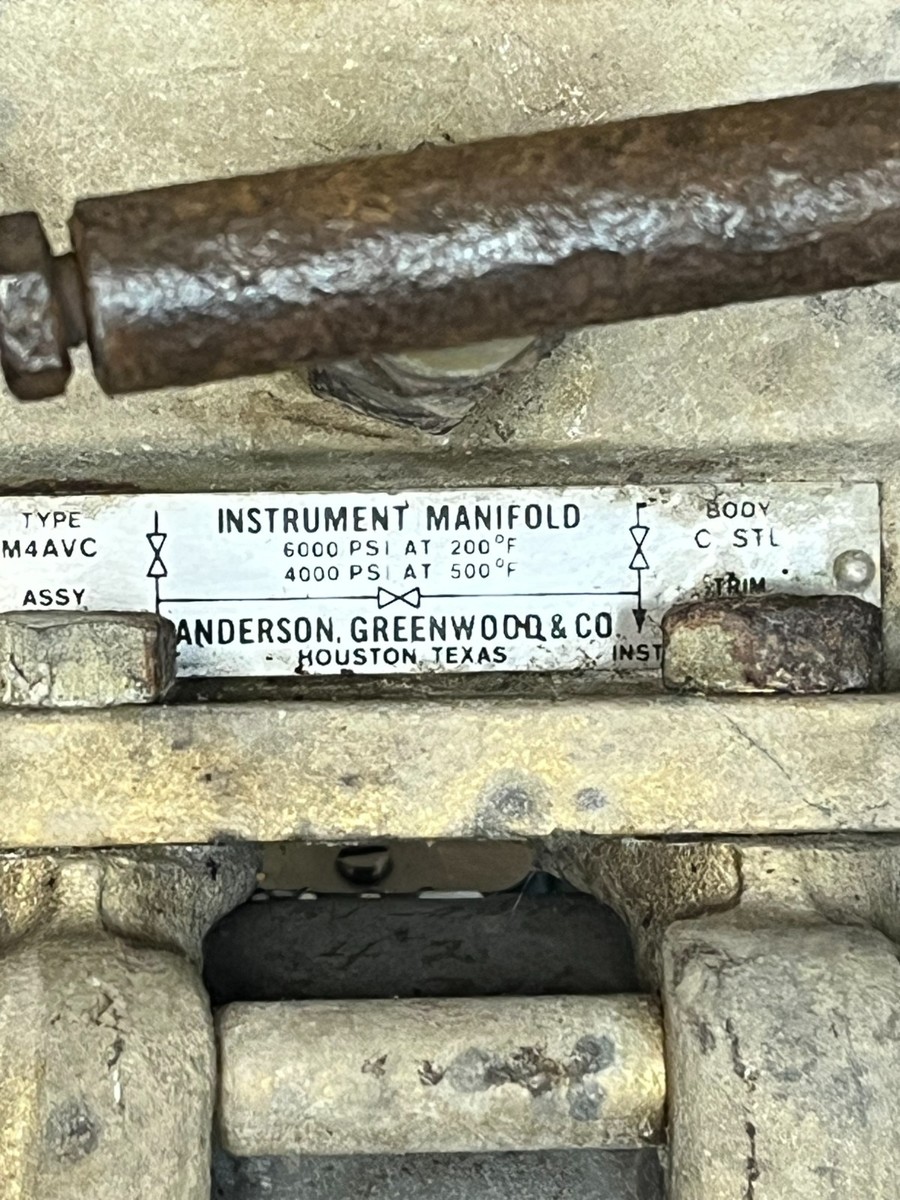 TYPE
M4AVC
ASSY
INSTRUMENT MANIFOLD
6000 PSI AT 200°F
4000 PSI AT 500°F
ANDERSON, GREENWOOD & CO.
HOUSTON, TEXAS
INST
BODY
C STL
TRIM